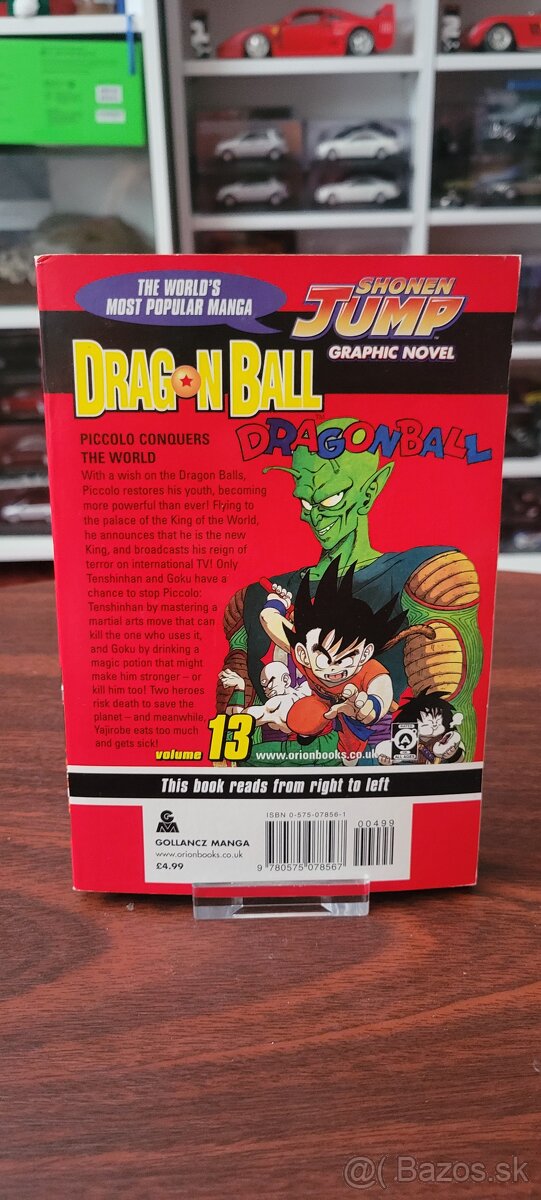 THE WORLD'S
MOST POPULAR MANGA
SHONEN
JUMP
GRAPHIC NOVEL
DRAGON BALL
DRAGONBALL
PICCOLO CONQUERS
THE WORLD
With a wish on the Dragon Balls,
Piccolo restores his youth, becoming
more powerful than ever! Flying to
the palace of the King of the World,
he announces that he is the new
King, and broadcasts his reign of
terror on international TV! Only
Tenshinhan and Goku have a
chance to stop Piccolo:
Tenshinhan by mastering a
martial arts move that can
kill the one who uses it,
and Goku by drinking a
magic potion that might
make him stronger – or
kill him too! Two heroes
risk death to save the
planet – and meanwhile,
Yajirobe eats too much
and gets sick!
volume 13
www.orionbooks.co.uk
RATED
A
ALL AGES
This book reads from right to left
GM
GOLLANCZ MANGA
www.orionbooks.co.uk
£4.99
ISBN 0-575-07856-1
00499
9 780575 078567
Bazos.sk